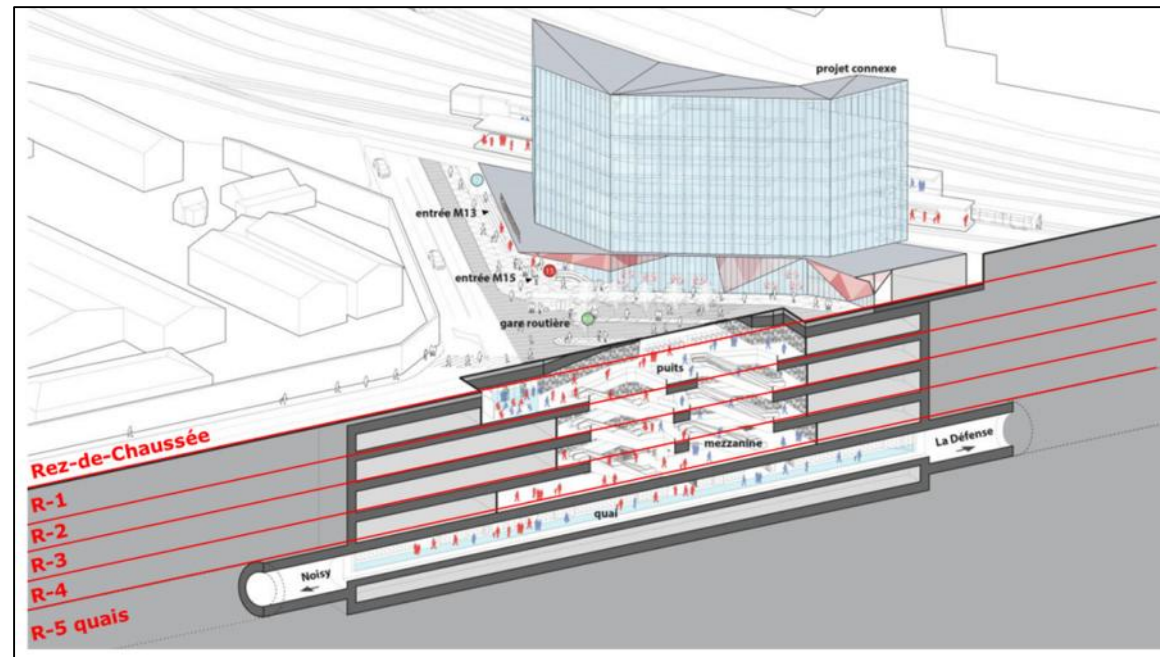 projet connexe
entrée M13
entrée M15
15
gare routière
puits
mezzanine
La Défense
quai
Noisy
Rez-de-Chaussée
R-1
R-2
R-3
R-4
R-5 quais